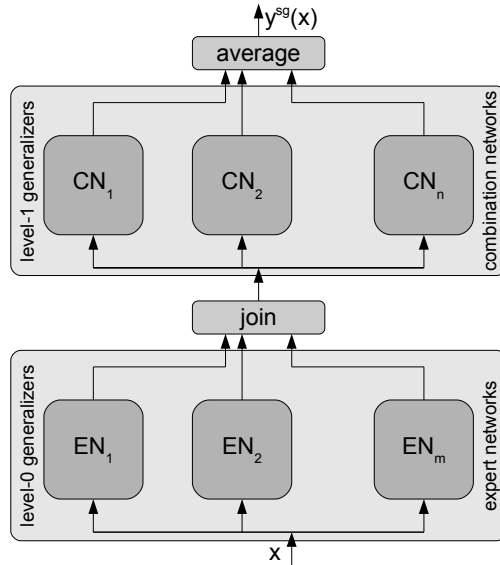 y^sg(x)
average
level-1 generalizers
CN_1
CN_2
CN_n
combination networks
join
level-0 generalizers
EN_1
EN_2
EN_m
expert networks
x